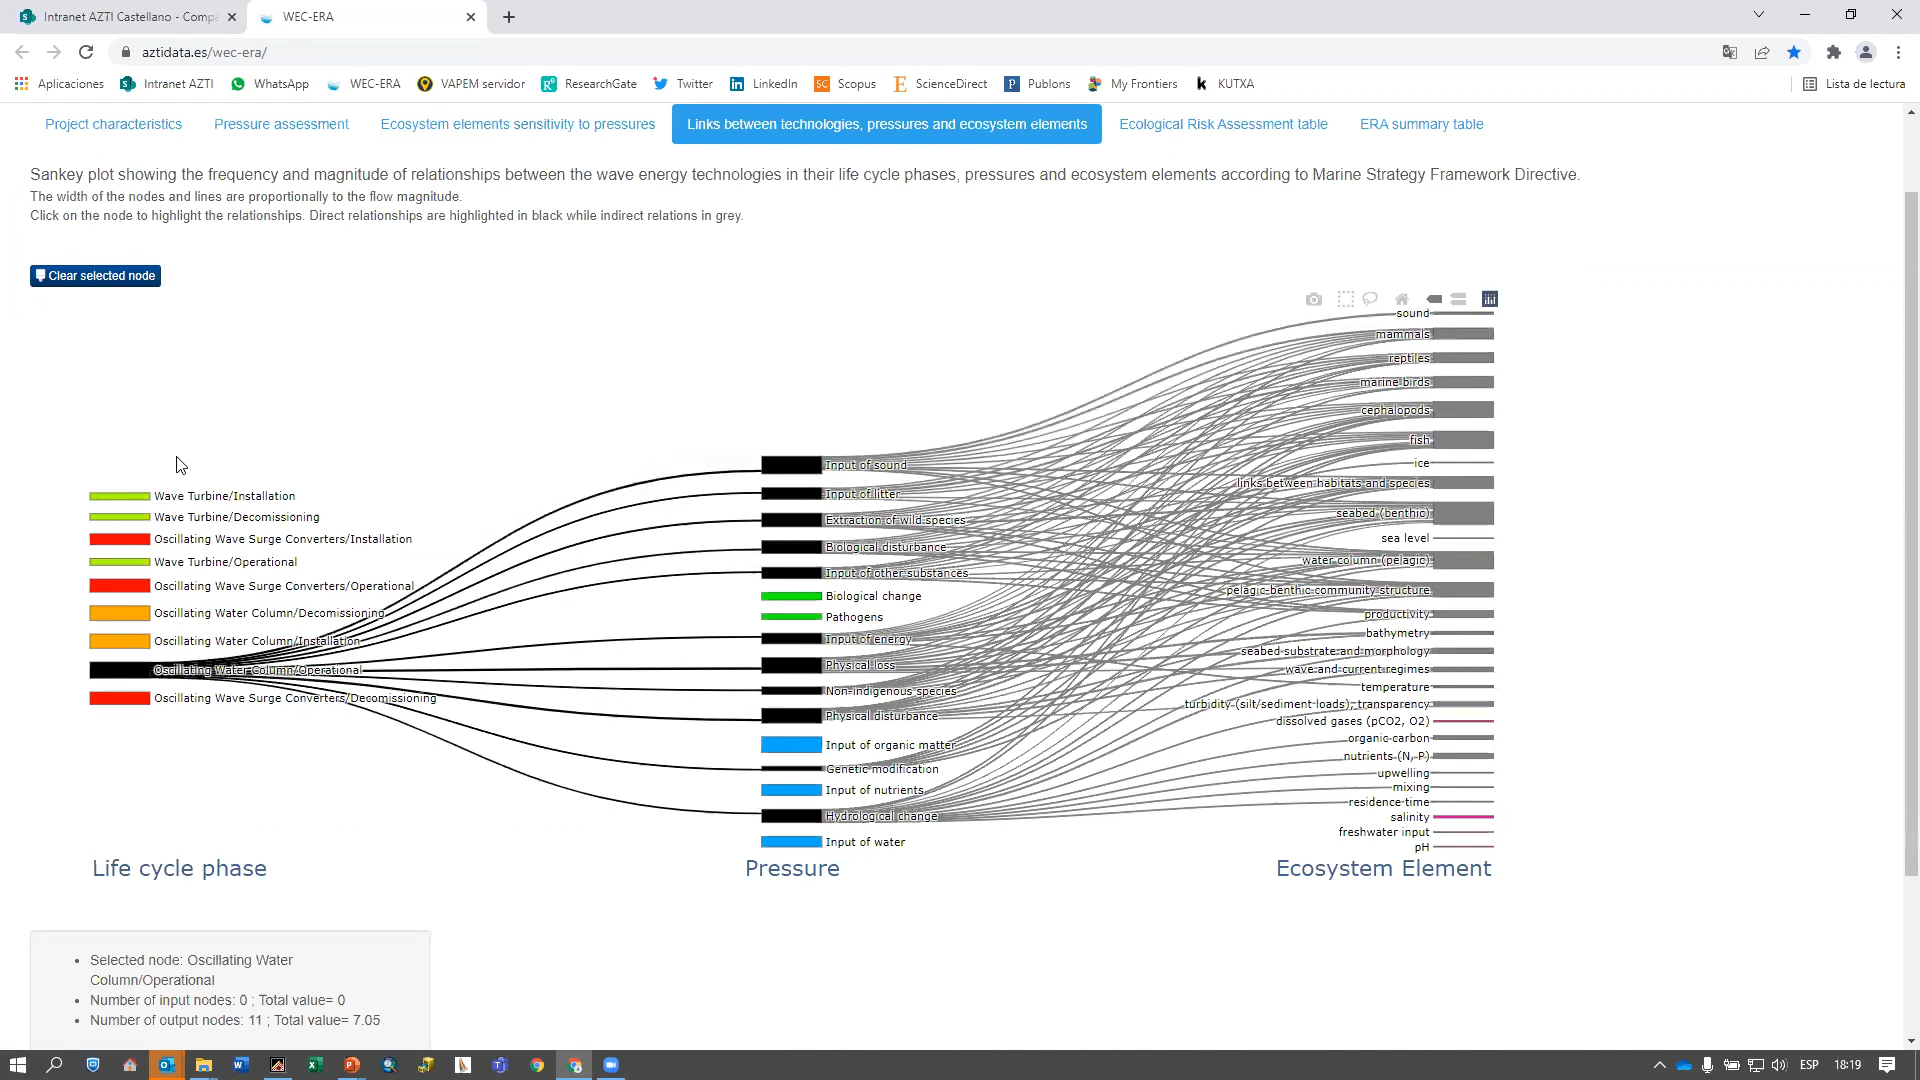 Intranet AZTI Castellano - Compa
WEC-ERA
aztidata.es/wec-era/
Aplicaciones
Intranet AZTI
WhatsApp
WEC-ERA
VAPEM servidor
ResearchGate
Twitter
LinkedIn
Scopus
ScienceDirect
Publons
My Frontiers
KUTXA
Lista de lectura
Project characteristics
Pressure assessment
Ecosystem elements sensitivity to pressures
Links between technologies, pressures and ecosystem elements
Ecological Risk Assessment table
ERA summary table
Sankey plot showing the frequency and magnitude of relationships between the wave energy technologies in their life cycle phases, pressures and ecosystem elements according to Marine Strategy Framework Directive.
The width of the nodes and lines are proportionally to the flow magnitude.
Click on the node to highlight the relationships. Direct relationships are highlighted in black while indirect relations in grey.
Clear selected node
Wave Turbine/Installation
Wave Turbine/Decomissioning
Oscillating Wave Surge Converters/Installation
Wave Turbine/Operational
Oscillating Wave Surge Converters/Operational
Oscillating Water Column/Decomissioning
Oscillating Water Column/Installation
Oscillating Water Column/Operational
Oscillating Wave Surge Converters/Decomissioning
Input of sound
Input of litter
Extraction of wild species
Biological disturbance
Input of other substances
Biological change
Pathogens
Input of energy
Physical loss
Non-indigenous species
Physical disturbance
Input of organic matter
Genetic modification
Input of nutrients
Hydrological change
Input of water
sound
mammals
reptiles
marine birds
cephalopods
fish
ice
links between habitats and species
seabed (benthic)
sea level
water column (pelagic)
pelagic-benthic community structure
productivity
bathymetry
seabed substrate and morphology
wave and current regimes
temperature
turbidity (silt/sediment loads), transparency
dissolved gases (pCO2, O2)
organic carbon
nutrients (N, P)
upwelling
mixing
residence time
salinity
freshwater input
pH
Life cycle phase
Pressure
Ecosystem Element
Selected node: Oscillating Water
Column/Operational
Number of input nodes: 0 ; Total value= 0
Number of output nodes: 11 ; Total value= 7.05
ESP
18:19